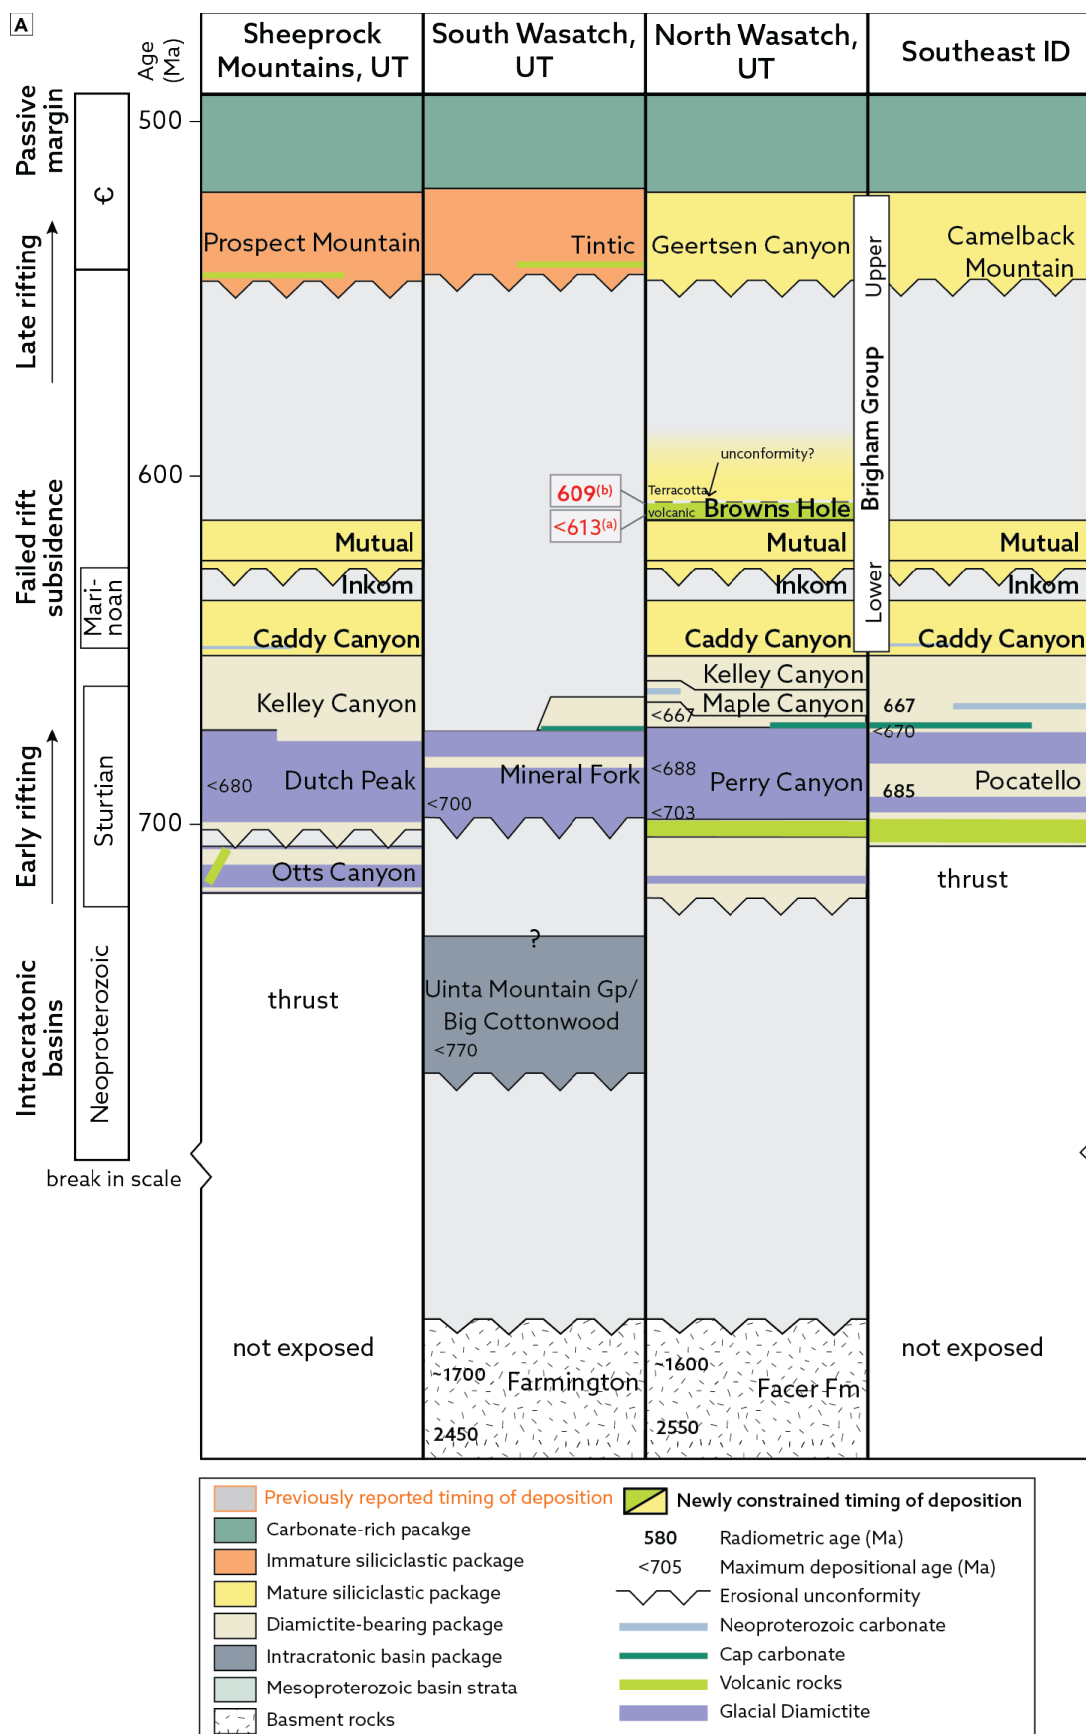 A
Age
(Ma)
Sheeprock
Mountains, UT
South Wasatch,
UT
North Wasatch,
UT
Southeast ID
Passive
margin
Late rifting
Failed rift
subsidence
Early rifting
Intracratonic
basins
Ꞓ
Mari-
noan
Sturtian
Neoproterozoic
break in scale
500
600
700
Prospect Mountain
Mutual
Inkom
Caddy Canyon
Kelley Canyon
<680
Dutch Peak
Otts Canyon
thrust
not exposed
Tintic
609(b)
<613(a)
Mineral Fork
<700
?
Uinta Mountain Gp/
Big Cottonwood
<770
~1700
Farmington
2450
Geertsen Canyon
unconformity?
Terracotta
volcanic
Browns Hole
Mutual
Inkom
Caddy Canyon
Kelley Canyon
Maple Canyon
<667
<688
Perry Canyon
<703
~1600
Facer Fm
2550
Upper
Brigham Group
Lower
Camelback
Mountain
Mutual
Inkom
Caddy Canyon
667
<670
685
Pocatello
thrust
not exposed
Previously reported timing of deposition
Carbonate-rich pacakge
Immature siliciclastic package
Mature siliciclastic package
Diamictite-bearing package
Intracratonic basin package
Mesoproterozoic basin strata
Basment rocks
Newly constrained timing of deposition
580 Radiometric age (Ma)
<705 Maximum depositional age (Ma)
Erosional unconformity
Neoproterozoic carbonate
Cap carbonate
Volcanic rocks
Glacial Diamictite